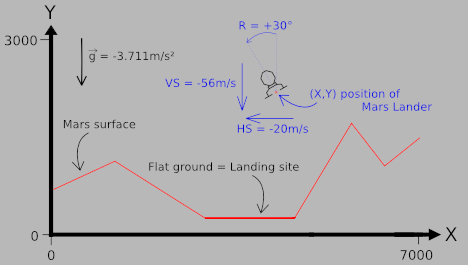 Y
R = +30°
3000
g⃗ = -3.711m/s²
VS = -56m/s
(X,Y) position of
Mars Lander
HS = -20m/s
Mars surface
Flat ground = Landing site
0
X
0
7000